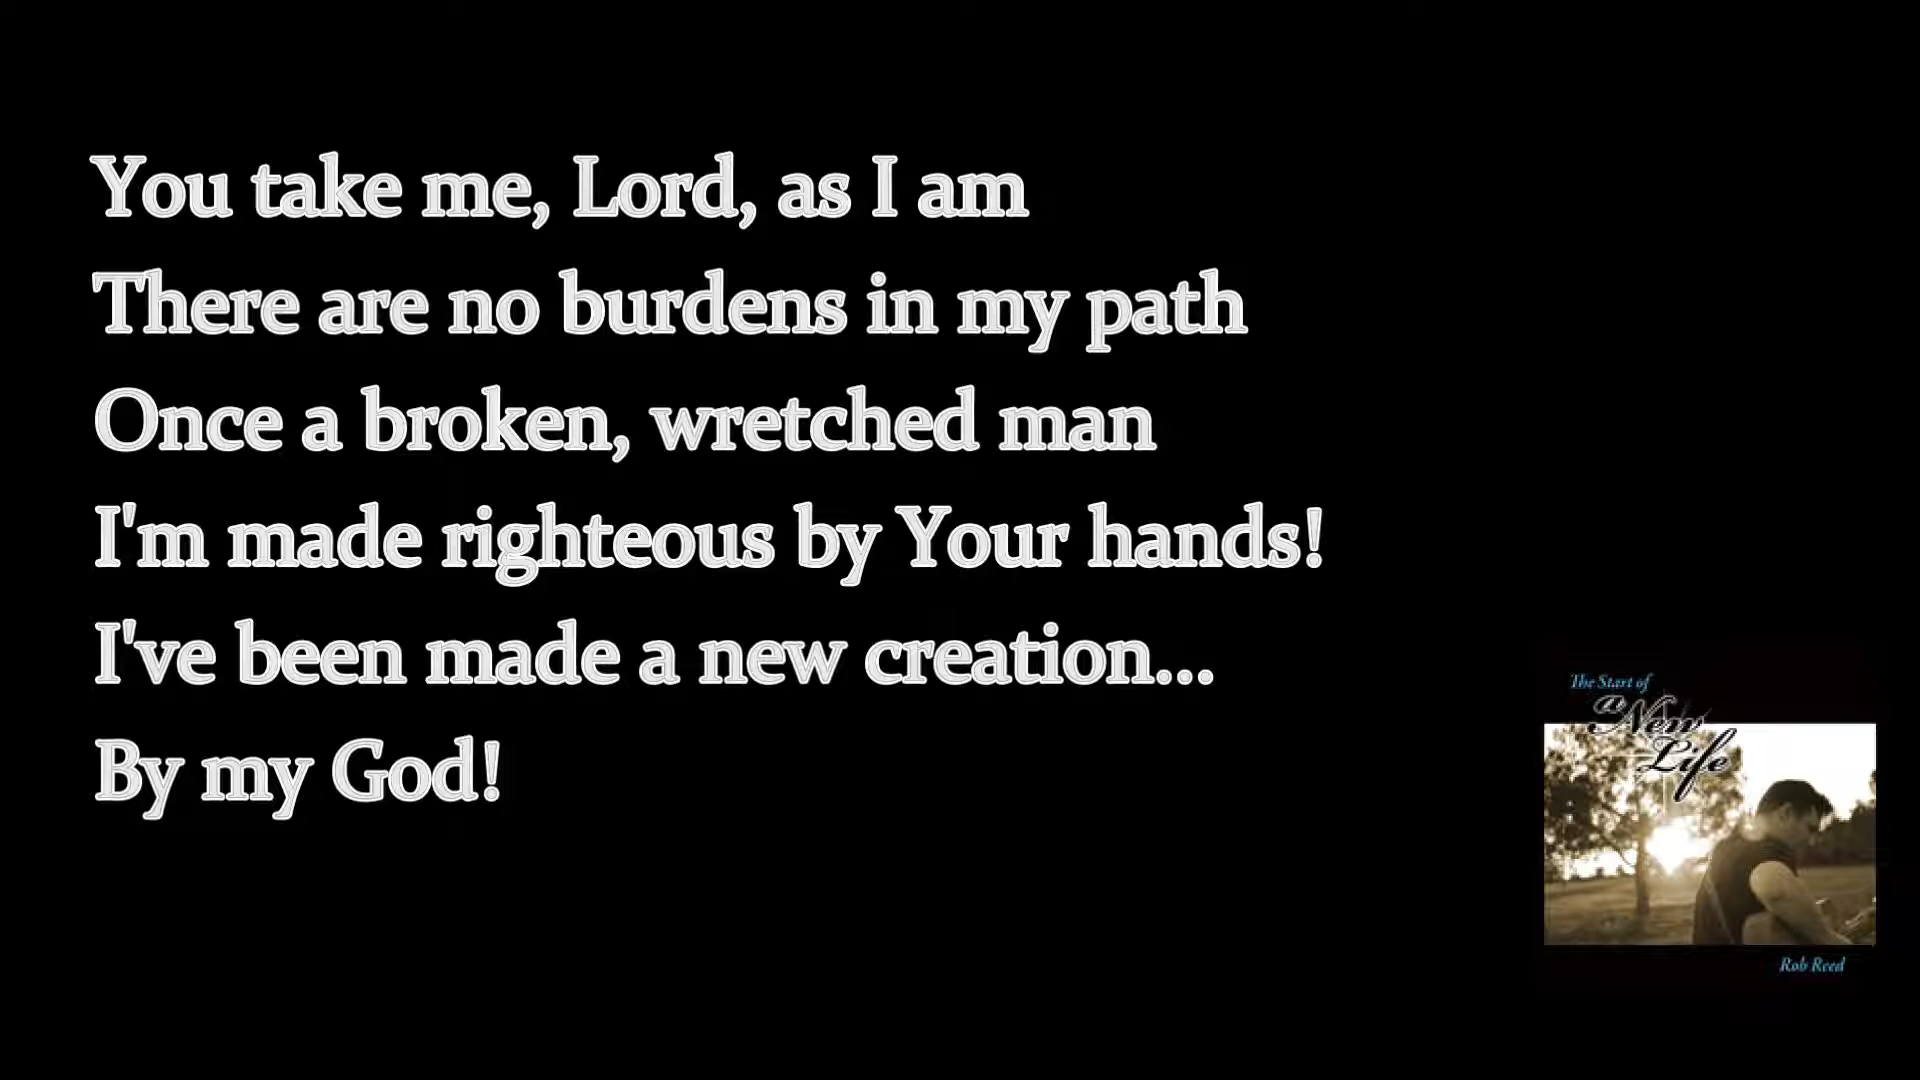 You take me, Lord, as I am
There are no burdens in my path
Once a broken, wretched man
I'm made righteous by Your hands!
I've been made a new creation...
By my God!
The Start of
a New
Life
Rob Reed